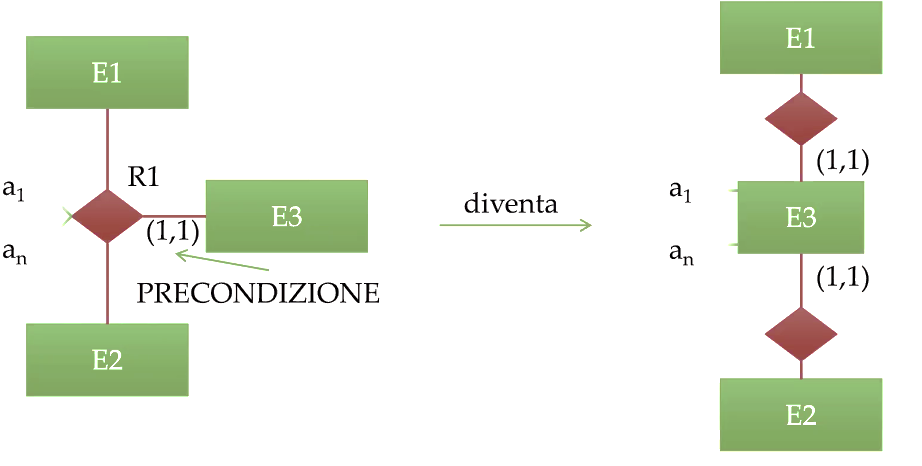 E1
R1
a1
E3
(1,1)
an
PRECONDIZIONE
E2
diventa
E1
(1,1)
a1
E3
an
(1,1)
E2